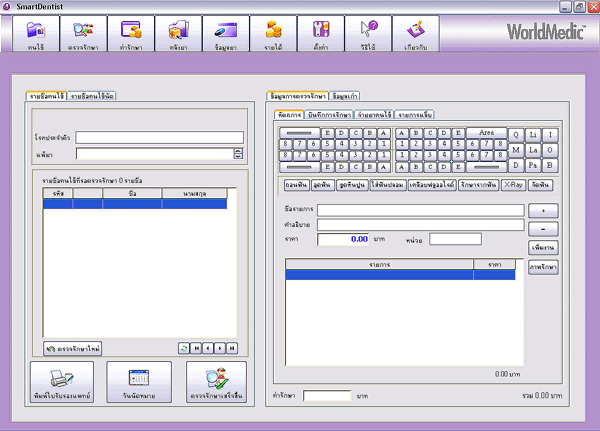 SmartDentist
คนไข้ ตรวจรักษา ค่ารักษา คลังยา ข้อมูลยา รายได้ ตั้งค่า วิธีใช้ เกี่ยวกับ
WorldMedic
รายชื่อคนไข้ รายชื่อคนไข้นัด
โรคประจำตัว
แพ้ยา
รายชื่อคนไข้ที่รอตรวจรักษา 0 รายชื่อ
รหัส ชื่อ นามสกุล
ตรวจรักษาใหม่
พิมพ์ใบรับรองแพทย์ วันนัดหมาย ตรวจรักษาเสร็จสิ้น
ข้อมูลการตรวจรักษา ข้อมูลเก่า
หัตถการ บันทึกการรักษา จ่ายยาคนไข้ รายการแล็บ
E D C B A A B C D E Area Q Li I
8 7 6 5 4 3 2 1 1 2 3 4 5 6 7 8 M La O
8 7 6 5 4 3 2 1 1 2 3 4 5 6 7 8
E D C B A A B C D E D Pa B
ถอนฟัน อุดฟัน ขูดหินปูน ใส่ฟันปลอม เคลือบฟลูออไรด์ รักษารากฟัน X-Ray จัดฟัน
ชื่อรายการ +
คำอธิบาย -
ราคา 0.00 บาท หน่วย เพิ่มงาน
รายการ ราคา ภาพรักษา
0.00 บาท
ค่ารักษา บาท รวม 0.00 บาท